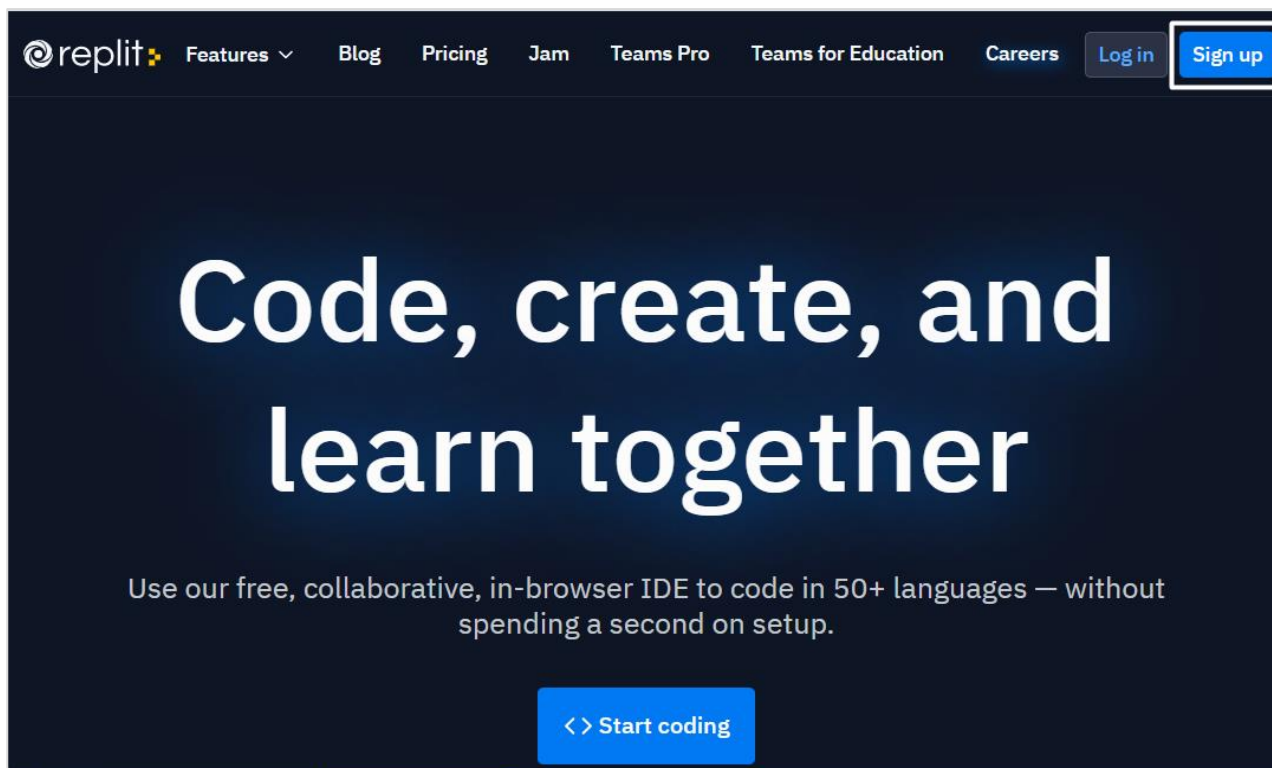 replit
Features
Blog
Pricing
Jam
Teams Pro
Teams for Education
Careers
Log in
Sign up
Code, create, and
learn together
Use our free, collaborative, in-browser IDE to code in 50+ languages — without
spending a second on setup.
<> Start coding